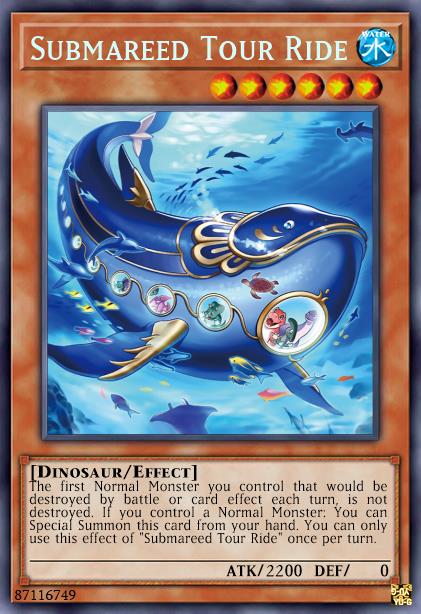 SUBMAREED TOUR RIDE
WATER
水
[DINOSAUR/EFFECT]
The first Normal Monster you control that would be
destroyed by battle or card effect each turn, is not
destroyed. If you control a Normal Monster: You can
Special Summon this card from your hand. You can only
use this effect of "Submareed Tour Ride" once per turn.
ATK/2200 DEF/ 0
87116749